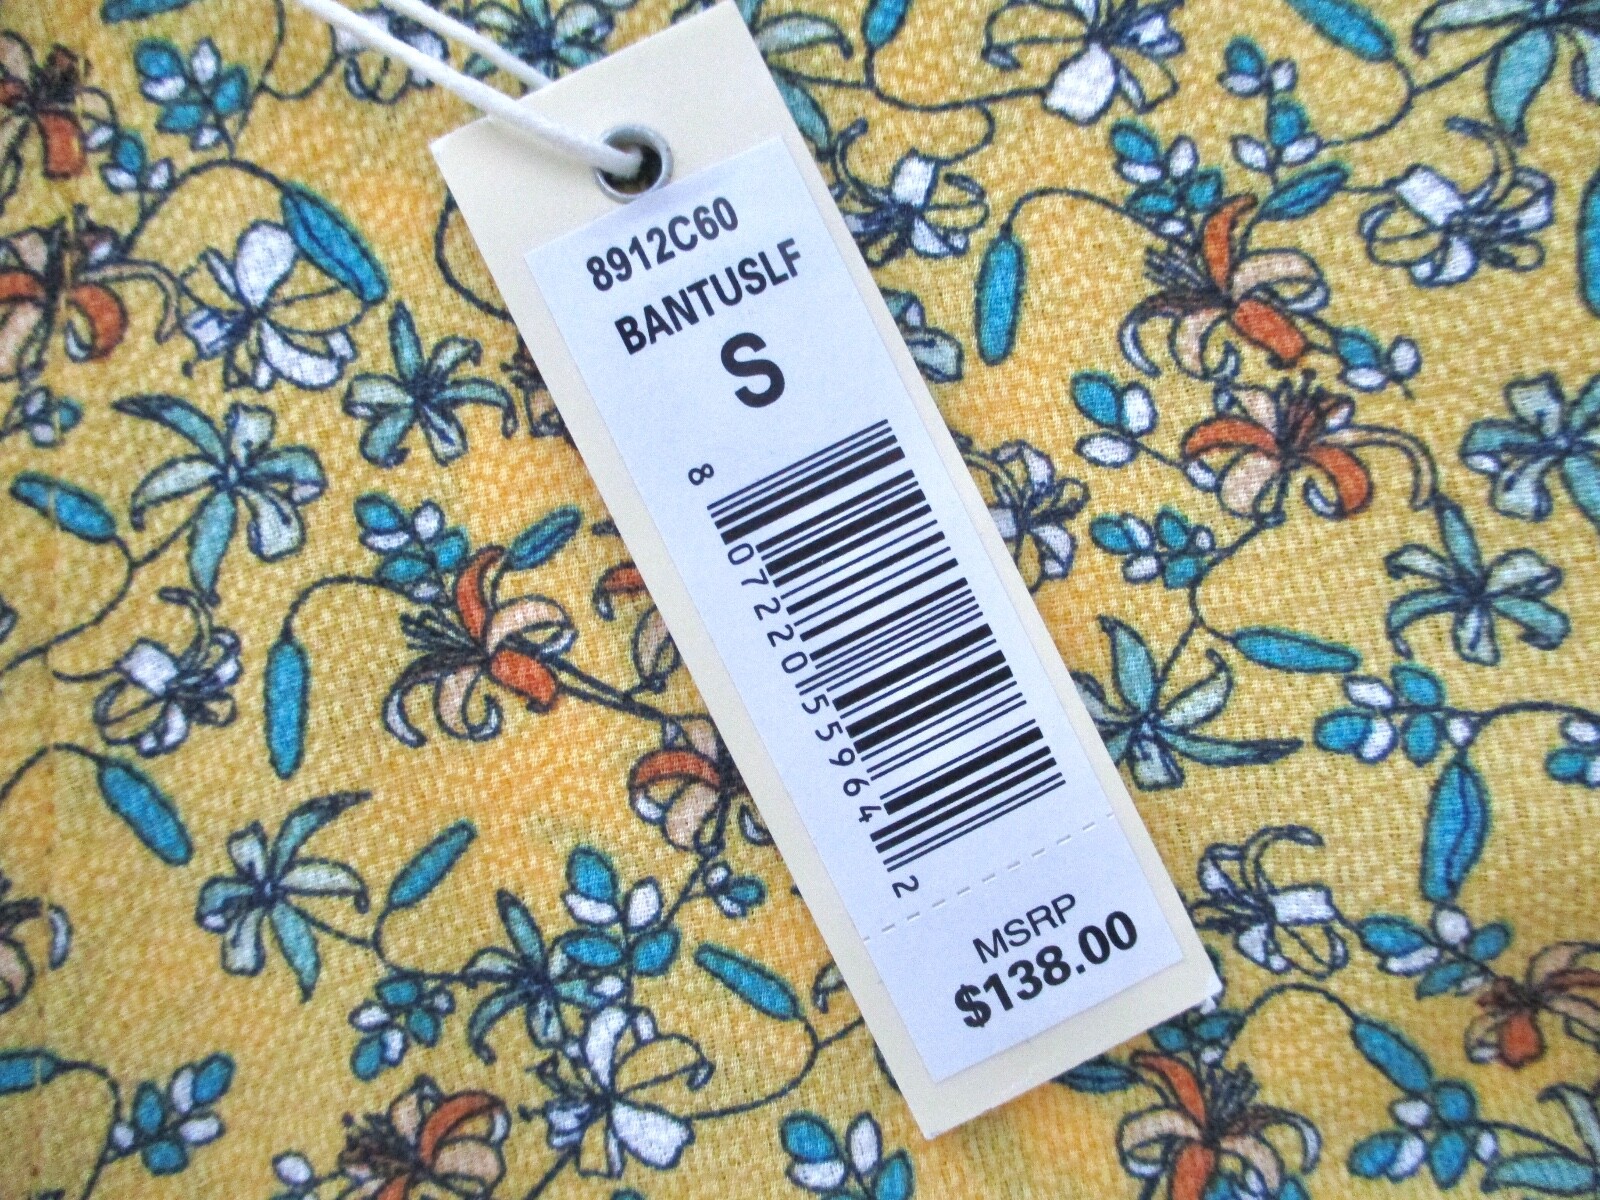 8912C60
BANTUSLF
S
8 07220 55964 2
MSRP
$138.00